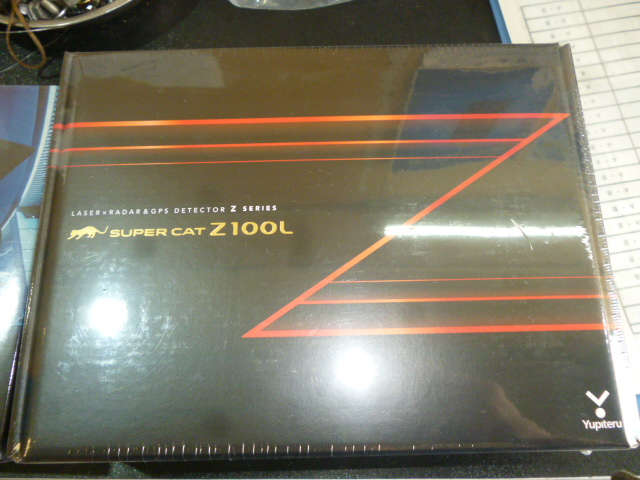 LASER×RADAR&GPS DETECTOR Z SERIES
SUPER CAT Z100L
Yupiteru